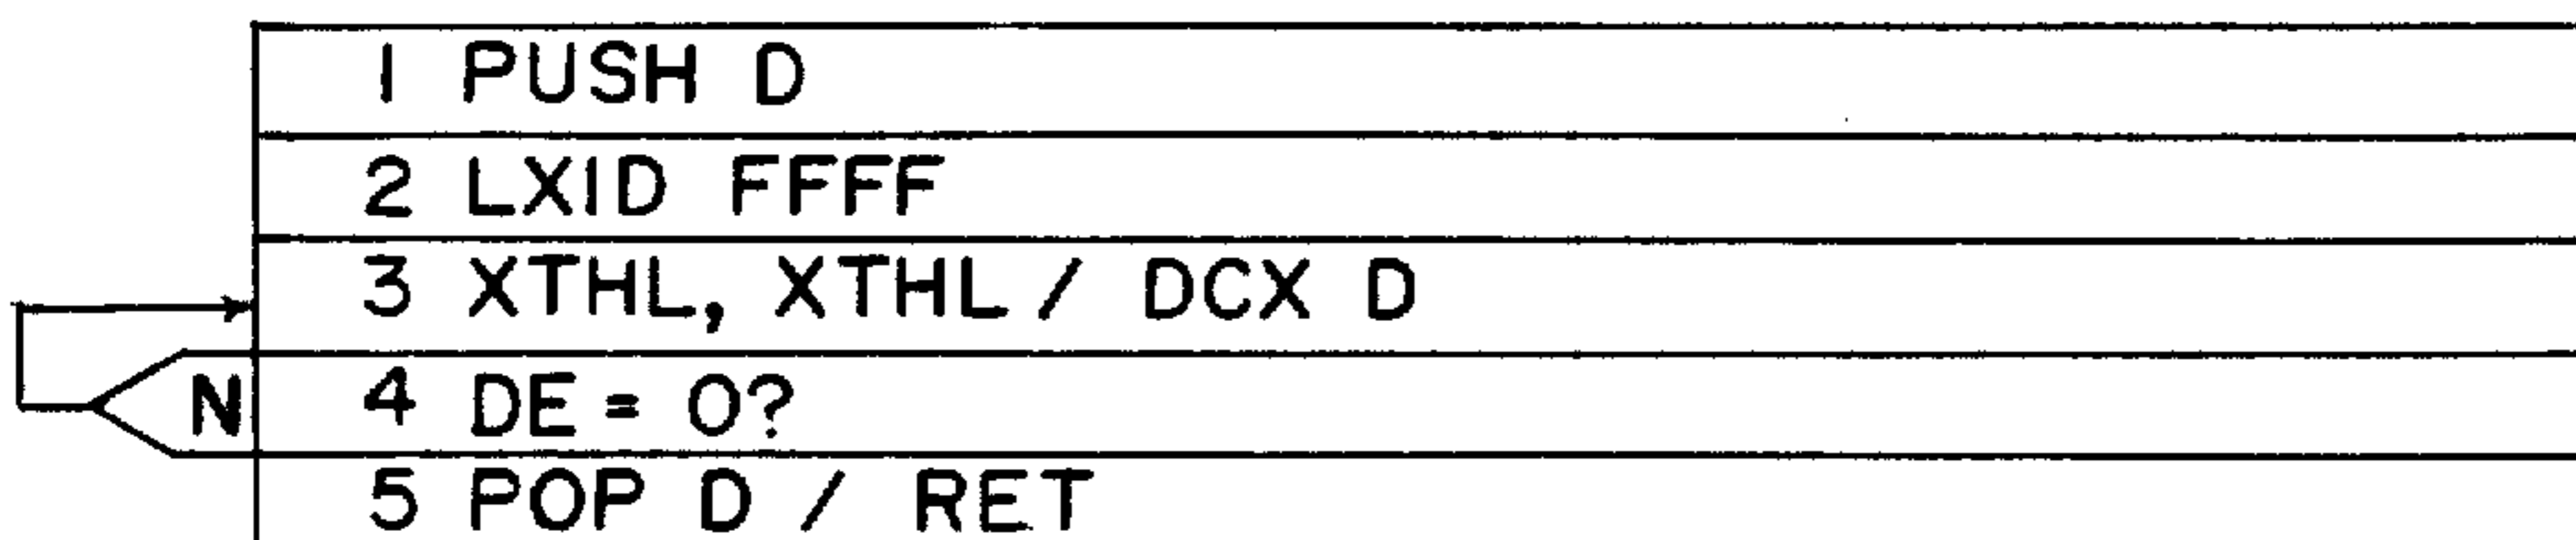 1 PUSH D
2 LXID FFFF
3 XTHL, XTHL / DCX D
N 4 DE = 0?
5 POP D / RET